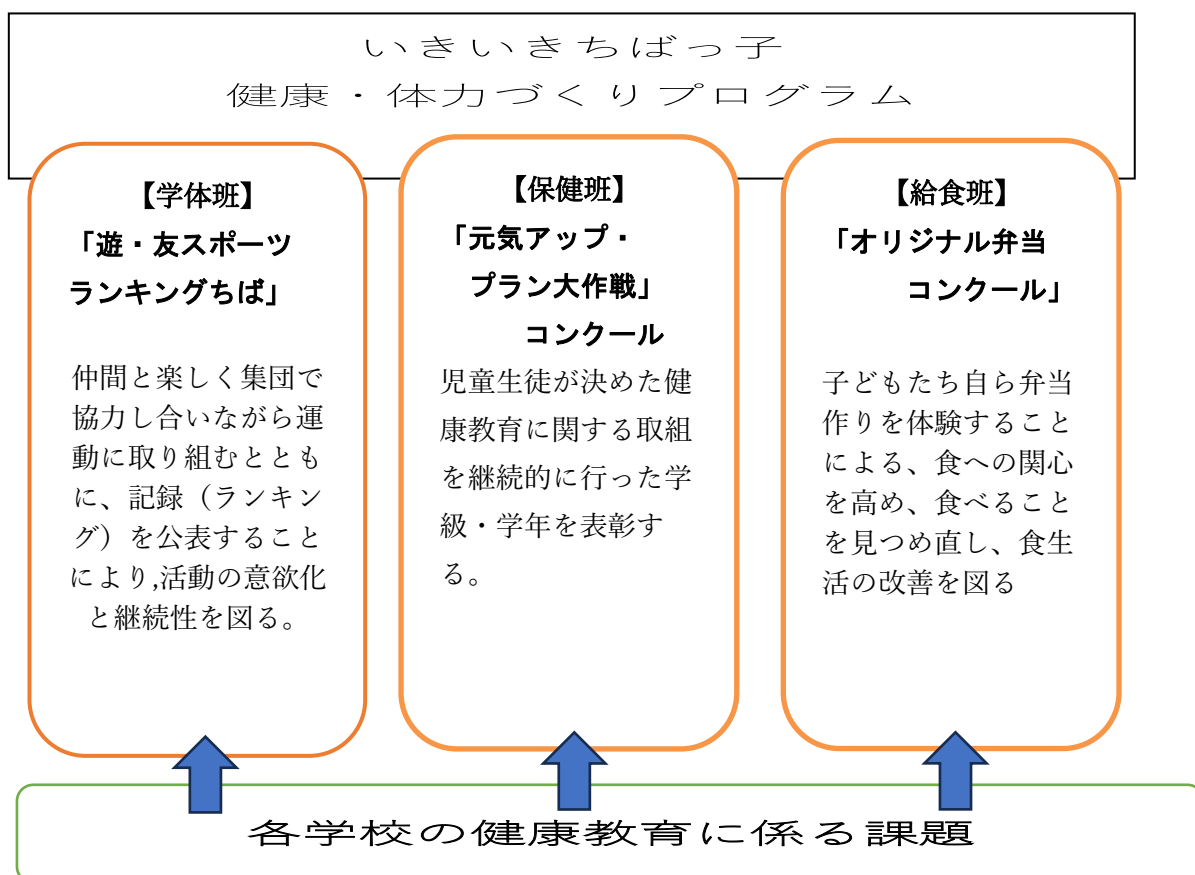 いきいきちばっ子
健康・体力づくりプログラム
【学体班】
「遊・友スポーツ
ランキングちば」
仲間と楽しく集団で
協力し合いながら運
動に取り組むととも
に、記録（ランキン
グ）を公表すること
により,活動の意欲化
と継続性を図る。
【保健班】
「元気アップ・
プラン大作戦」
コンクール
児童生徒が決めた健
康教育に関する取組
を継続的に行った学
級・学年を表彰す
る。
【給食班】
「オリジナル弁当
コンクール」
子どもたち自ら弁当
作りを体験すること
による、食への関心
を高め、食べること
を見つめ直し、食生
活の改善を図る
各学校の健康教育に係る課題